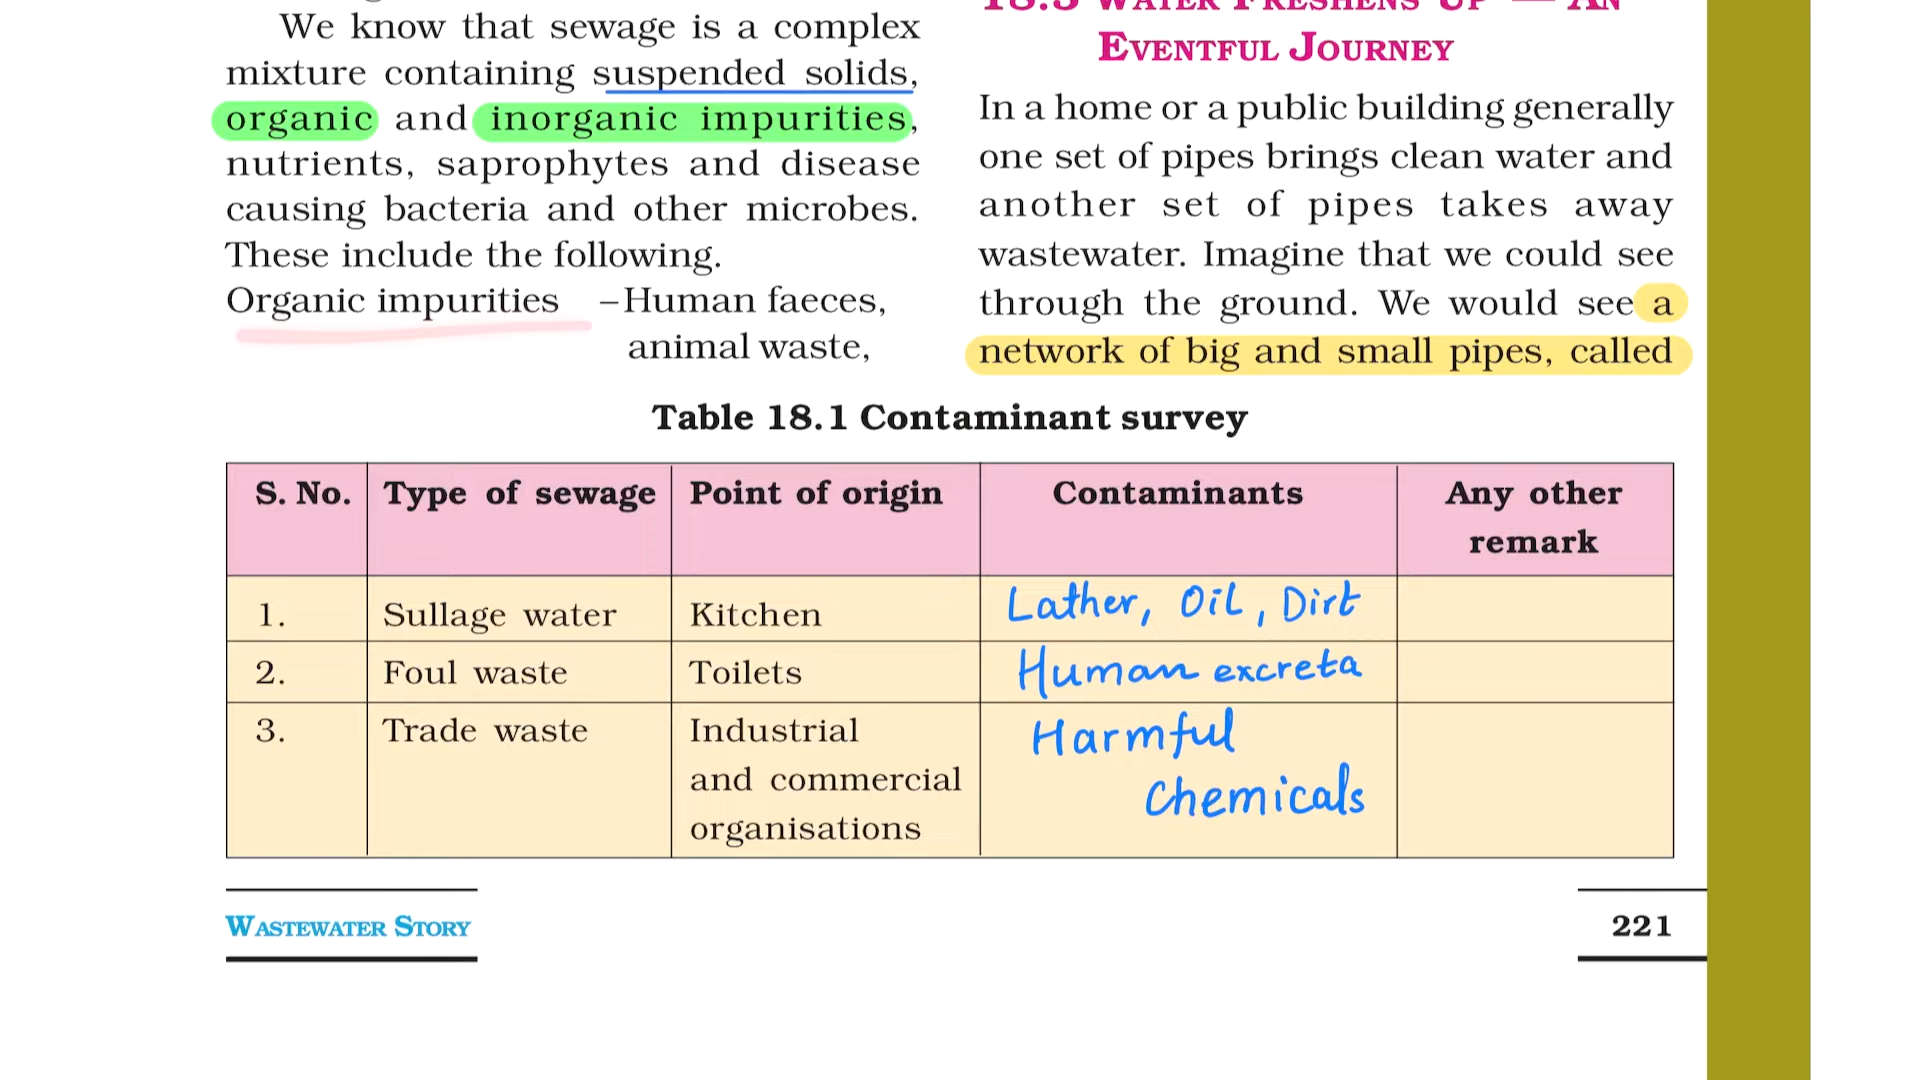 We know that sewage is a complex
mixture containing suspended solids,
organic and inorganic impurities,
nutrients, saprophytes and disease
causing bacteria and other microbes.
These include the following.
Organic impurities –Human faeces,
animal waste,
18.3 WATER FRESHENS UP — AN
EVENTFUL JOURNEY
In a home or a public building generally
one set of pipes brings clean water and
another set of pipes takes away
wastewater. Imagine that we could see
through the ground. We would see a
network of big and small pipes, called
Table 18.1 Contaminant survey
S. No. Type of sewage Point of origin Contaminants Any other
remark
1. Sullage water Kitchen Lather, Oil, Dirt
2. Foul waste Toilets Human excreta
3. Trade waste Industrial Harmful
and commercial Chemicals
organisations
WASTEWATER STORY
221